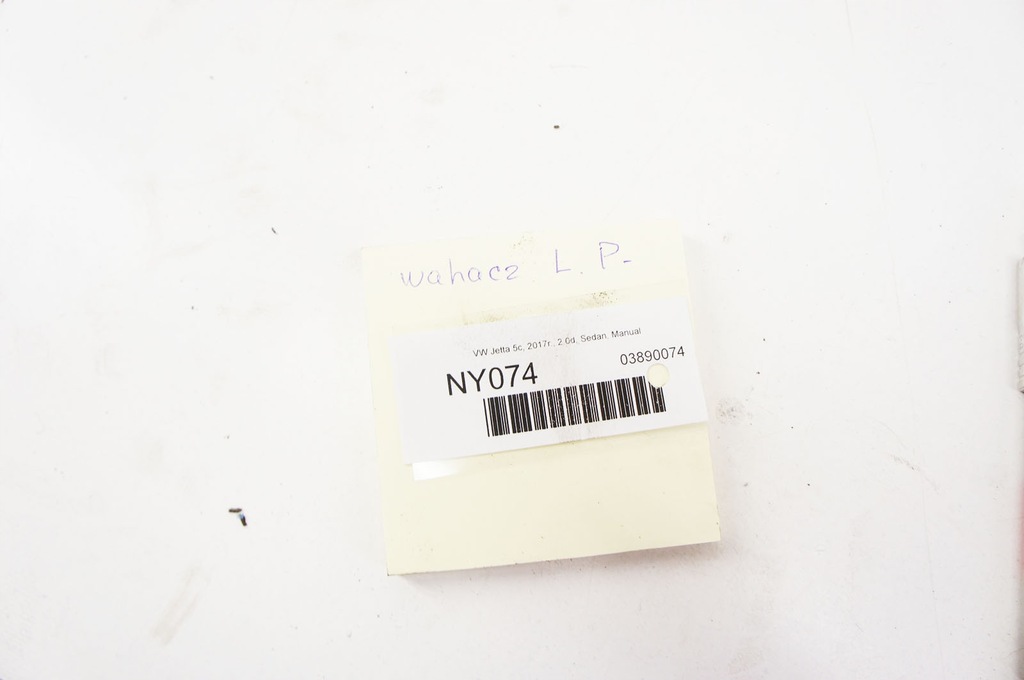 wahacz. L. P-
VW Jetta 5c, 2017r., 2.0d, Sedan, Manual
03890074
NY074